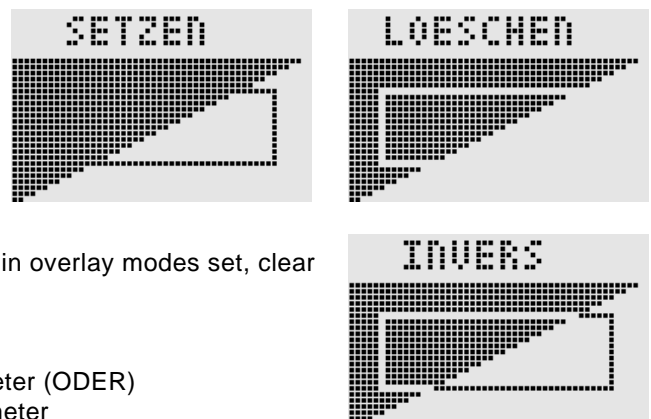 SETZEN
LOESCHEN
in overlay modes set, clear
INVERS
eter (ODER)
neter